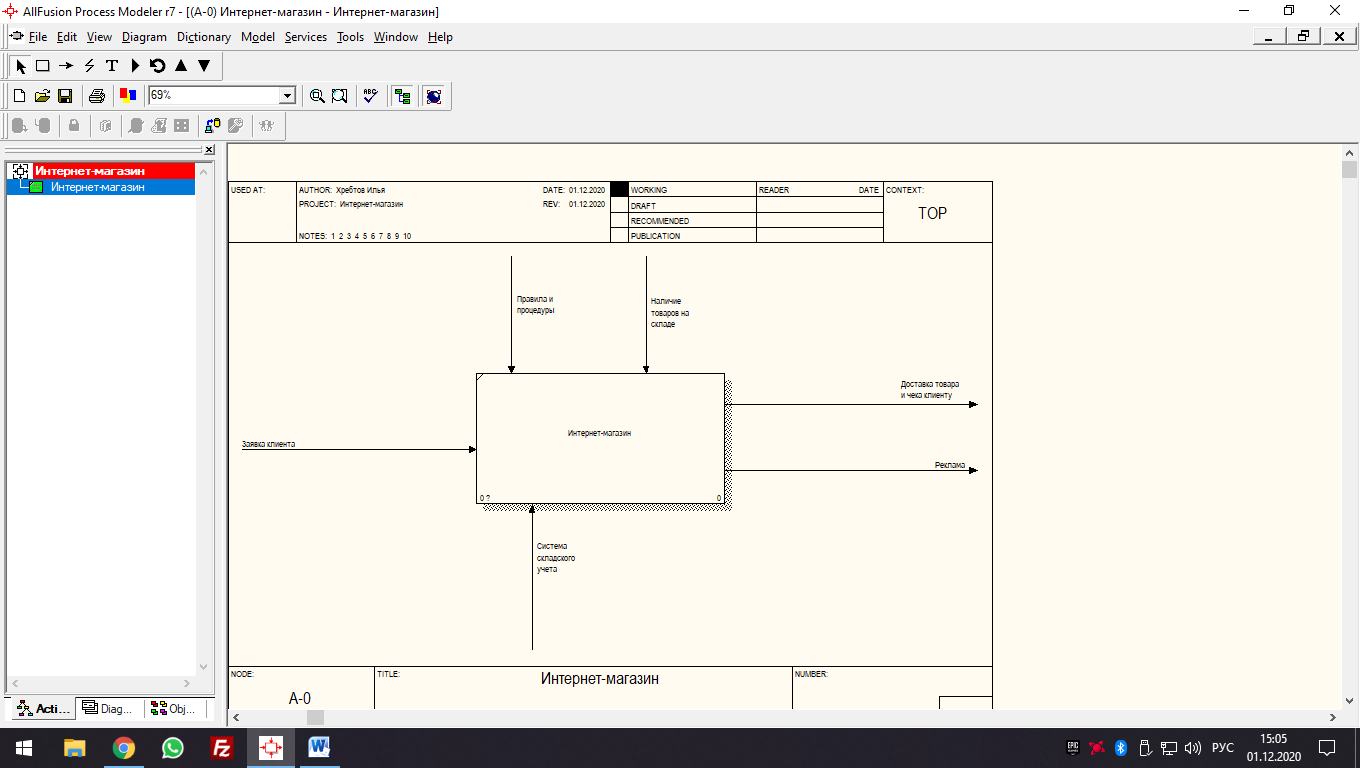 AllFusion Process Modeler r7 - [(A-0) Интернет-магазин - Интернет-магазин]
File Edit View Diagram Dictionary Model Services Tools Window Help
69%
ABC
Интернет-магазин
Интернет-магазин
USED AT:
AUTHOR: Хребтов Илья
DATE: 01.12.2020
PROJECT: Интернет-магазин
REV: 01.12.2020
NOTES: 1 2 3 4 5 6 7 8 9 10
WORKING
DRAFT
RECOMMENDED
PUBLICATION
READER
DATE
CONTEXT:
TOP
Правила и
процедуры
Наличие
товаров на
складе
Доставка товара
и чека клиенту
Заявка клиента
Интернет-магазин
Реклама
0 ?
0
Система
складского
учета
NODE:
A-0
TITLE:
Интернет-магазин
NUMBER:
Acti...
Diag...
Obj...
Fz
W
EPIC
РУС
15:05
01.12.2020